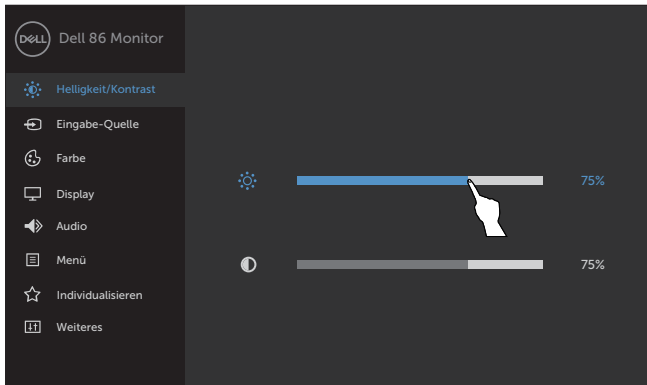 DELL Dell 86 Monitor
Helligkeit/Kontrast
Eingabe-Quelle
Farbe
Display
75%
Audio
Menü
75%
Individualisieren
Weiteres